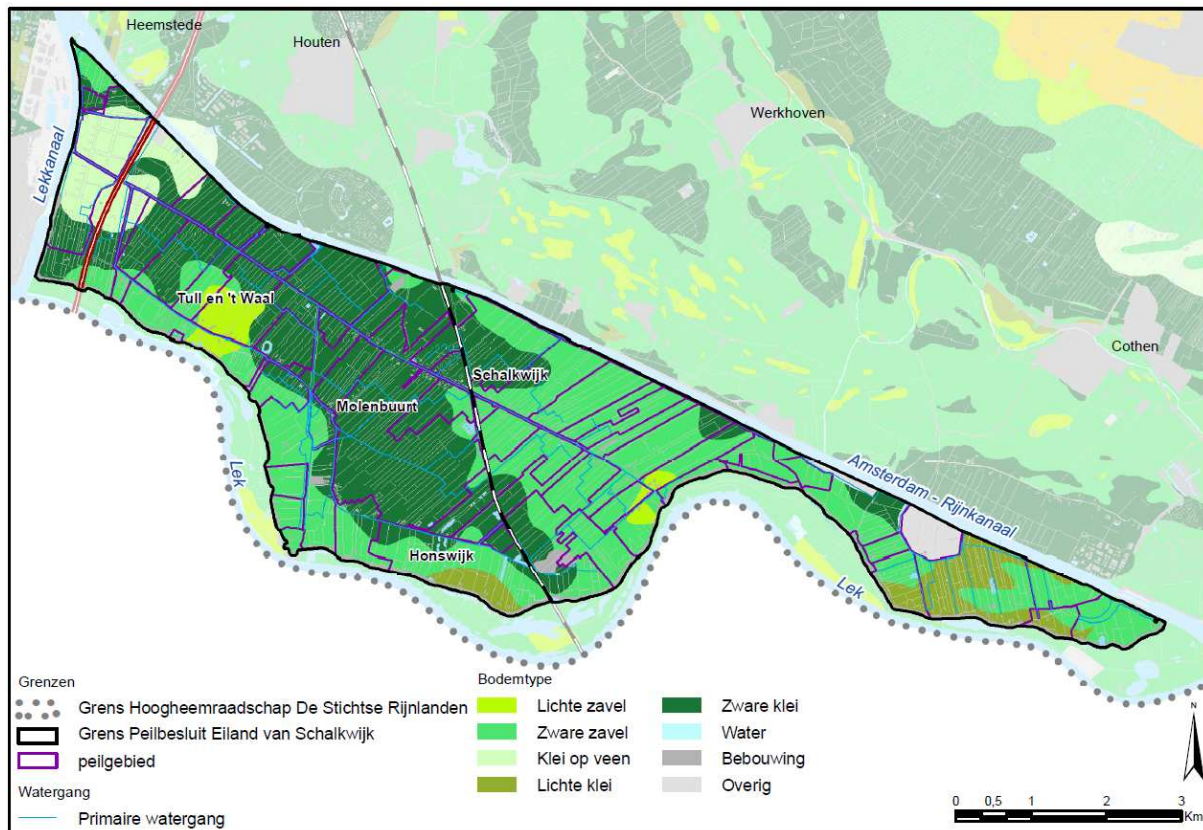 Heemstede
Houten
Werkhoven
Lekkanaal
Tull en 't Waal
Cothen
Schalkwijk
Molenbuurt
Amsterdam - Rijnkanaal
Lek
Honswijk
Lek
Grenzen
Grens Hoogheemraadschap De Stichtse Rijnlanden
Grens Peilbesluit Eiland van Schalkwijk
peilgebied
Watergang
Primaire watergang
Bodemtype
Lichte zavel
Zware zavel
Klei op veen
Lichte klei
Zware klei
Water
Bebouwing
Overig
N
0 0,5 1 2 3
Km